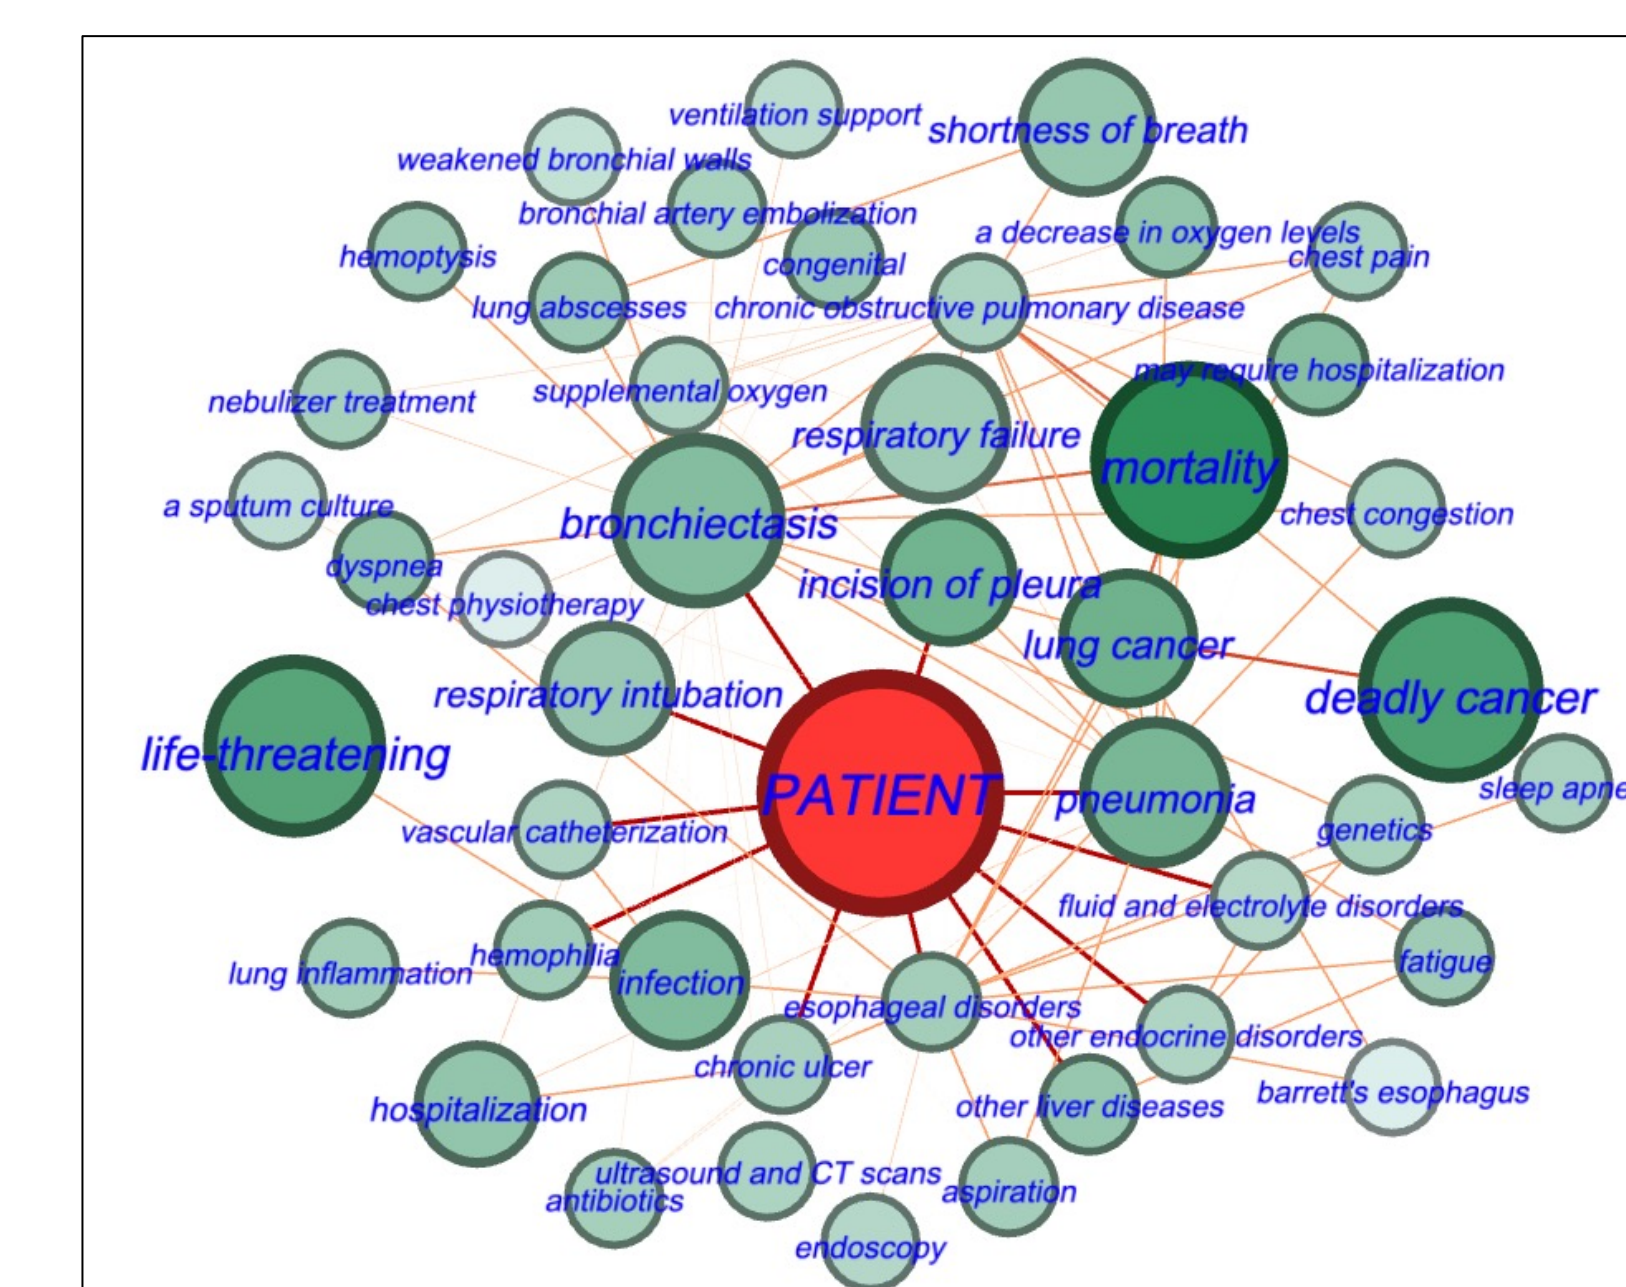 ventilation support
shortness of breath
weakened bronchial walls
bronchial artery embolization
a decrease in oxygen levels
hemoptysis
congenital
chest pain
lung abscesses
chronic obstructive pulmonary disease
may require hospitalization
supplemental oxygen
nebulizer treatment
respiratory failure
mortality
a sputum culture
chest congestion
bronchiectasis
dyspnea
incision of pleura
chest physiotherapy
lung cancer
respiratory intubation
deadly cancer
life-threatening
sleep apne
PATIENT
pneumonia
vascular catheterization
genetics
fluid and electrolyte disorders
hemophilia
fatigue
lung inflammation
infection
esophageal disorders
other endocrine disorders
chronic ulcer
barrett's esophagus
hospitalization
other liver diseases
ultrasound and CT scans
aspiration
antibiotics
endoscopy